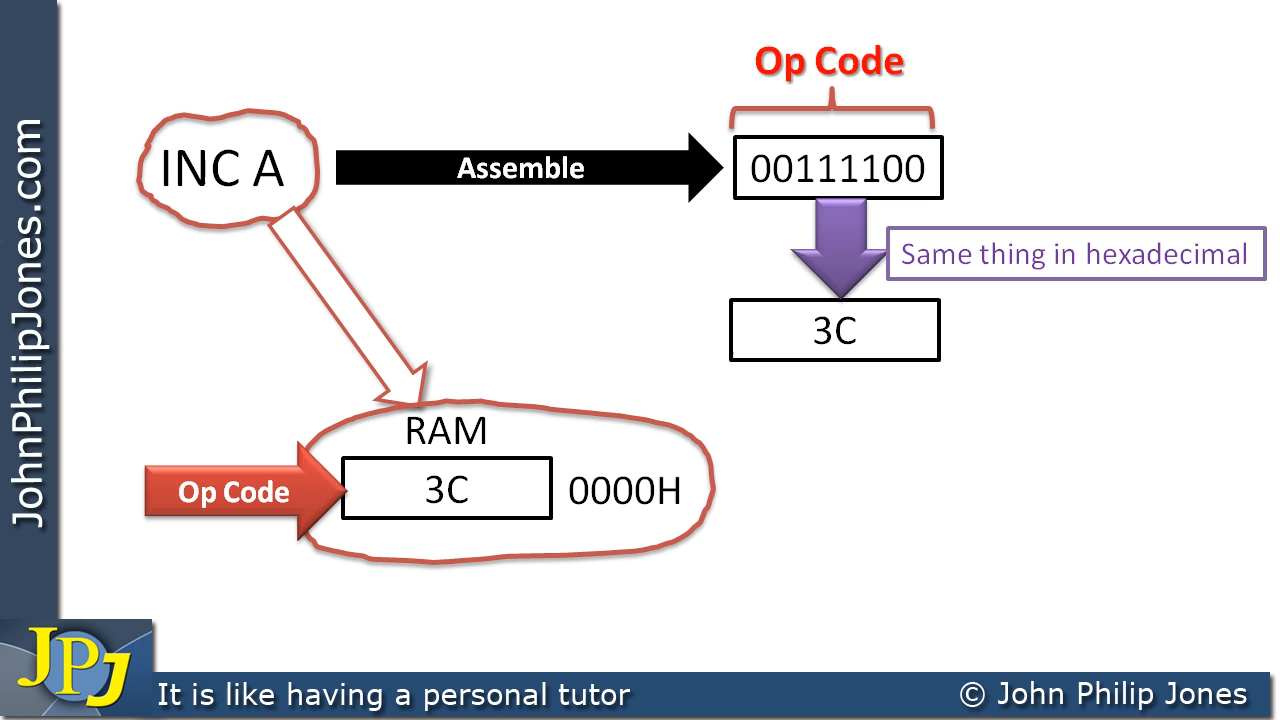 JohnPhilipJones.com
Op Code
INC A
Assemble
00111100
Same thing in hexadecimal
3C
RAM
Op Code
3C
0000H
JPJ
It is like having a personal tutor
© John Philip Jones